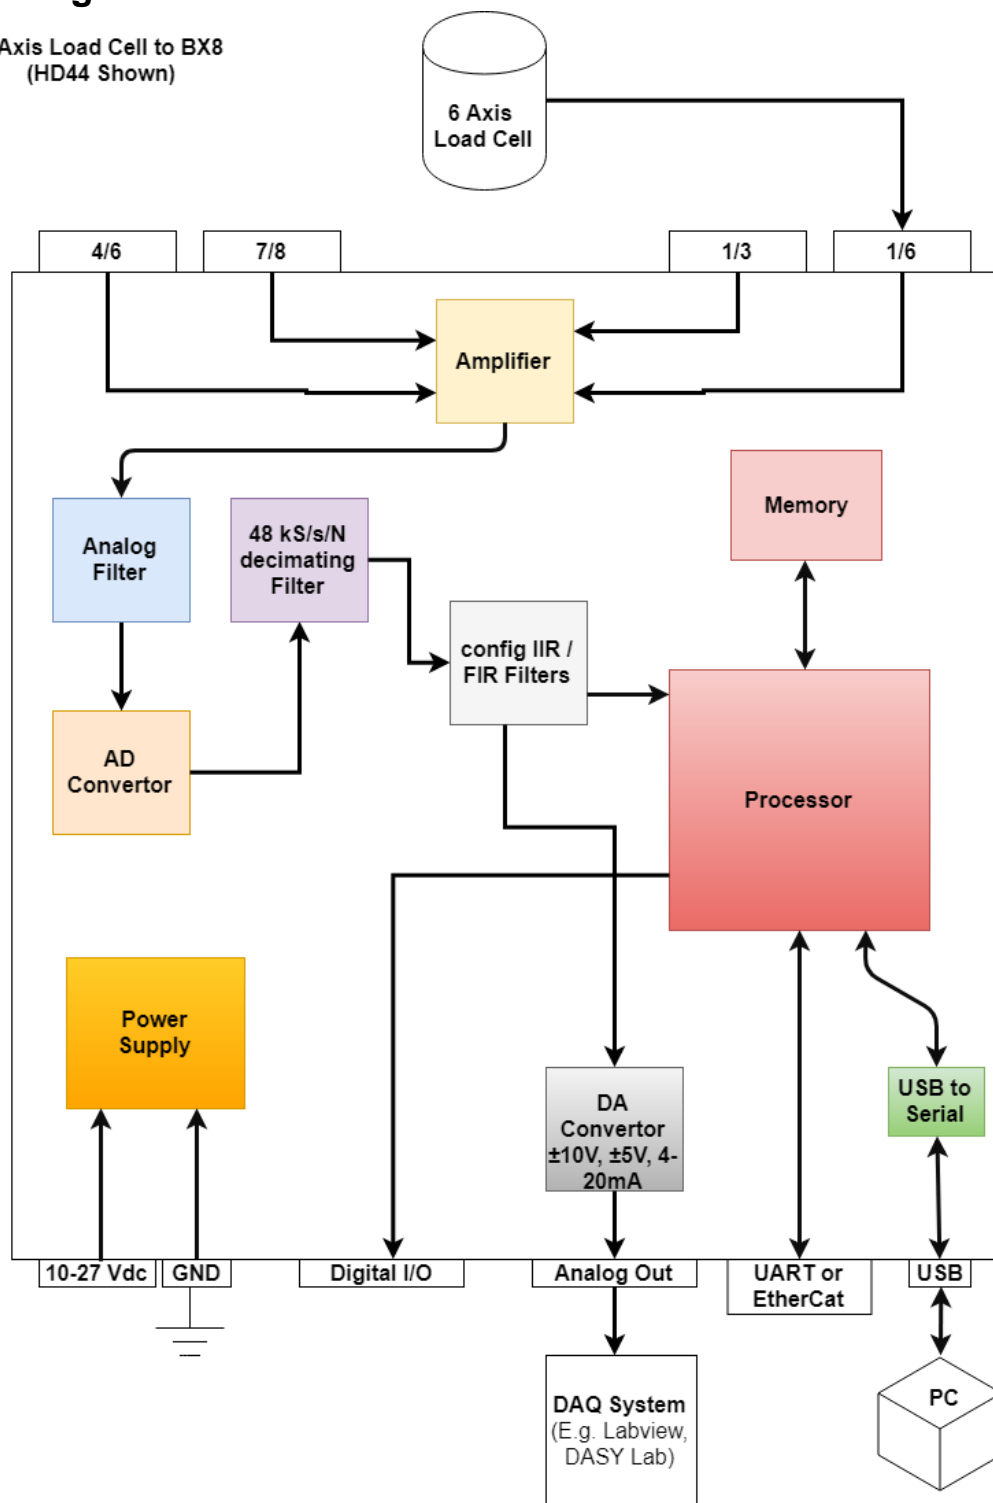 Axis Load Cell to BX8
(HD44 Shown)
6 Axis
Load Cell
4/6
7/8
1/3
1/6
Amplifier
Analog
Filter
48 kS/s/N
decimating
Filter
Memory
config IIR /
FIR Filters
AD
Convertor
Processor
Power
Supply
DA
Convertor
±10V, ±5V, 4-
20mA
USB to
Serial
10-27 Vdc
GND
Digital I/O
Analog Out
UART or
EtherCat
USB
DAQ System
(E.g. Labview,
DASY Lab)
PC